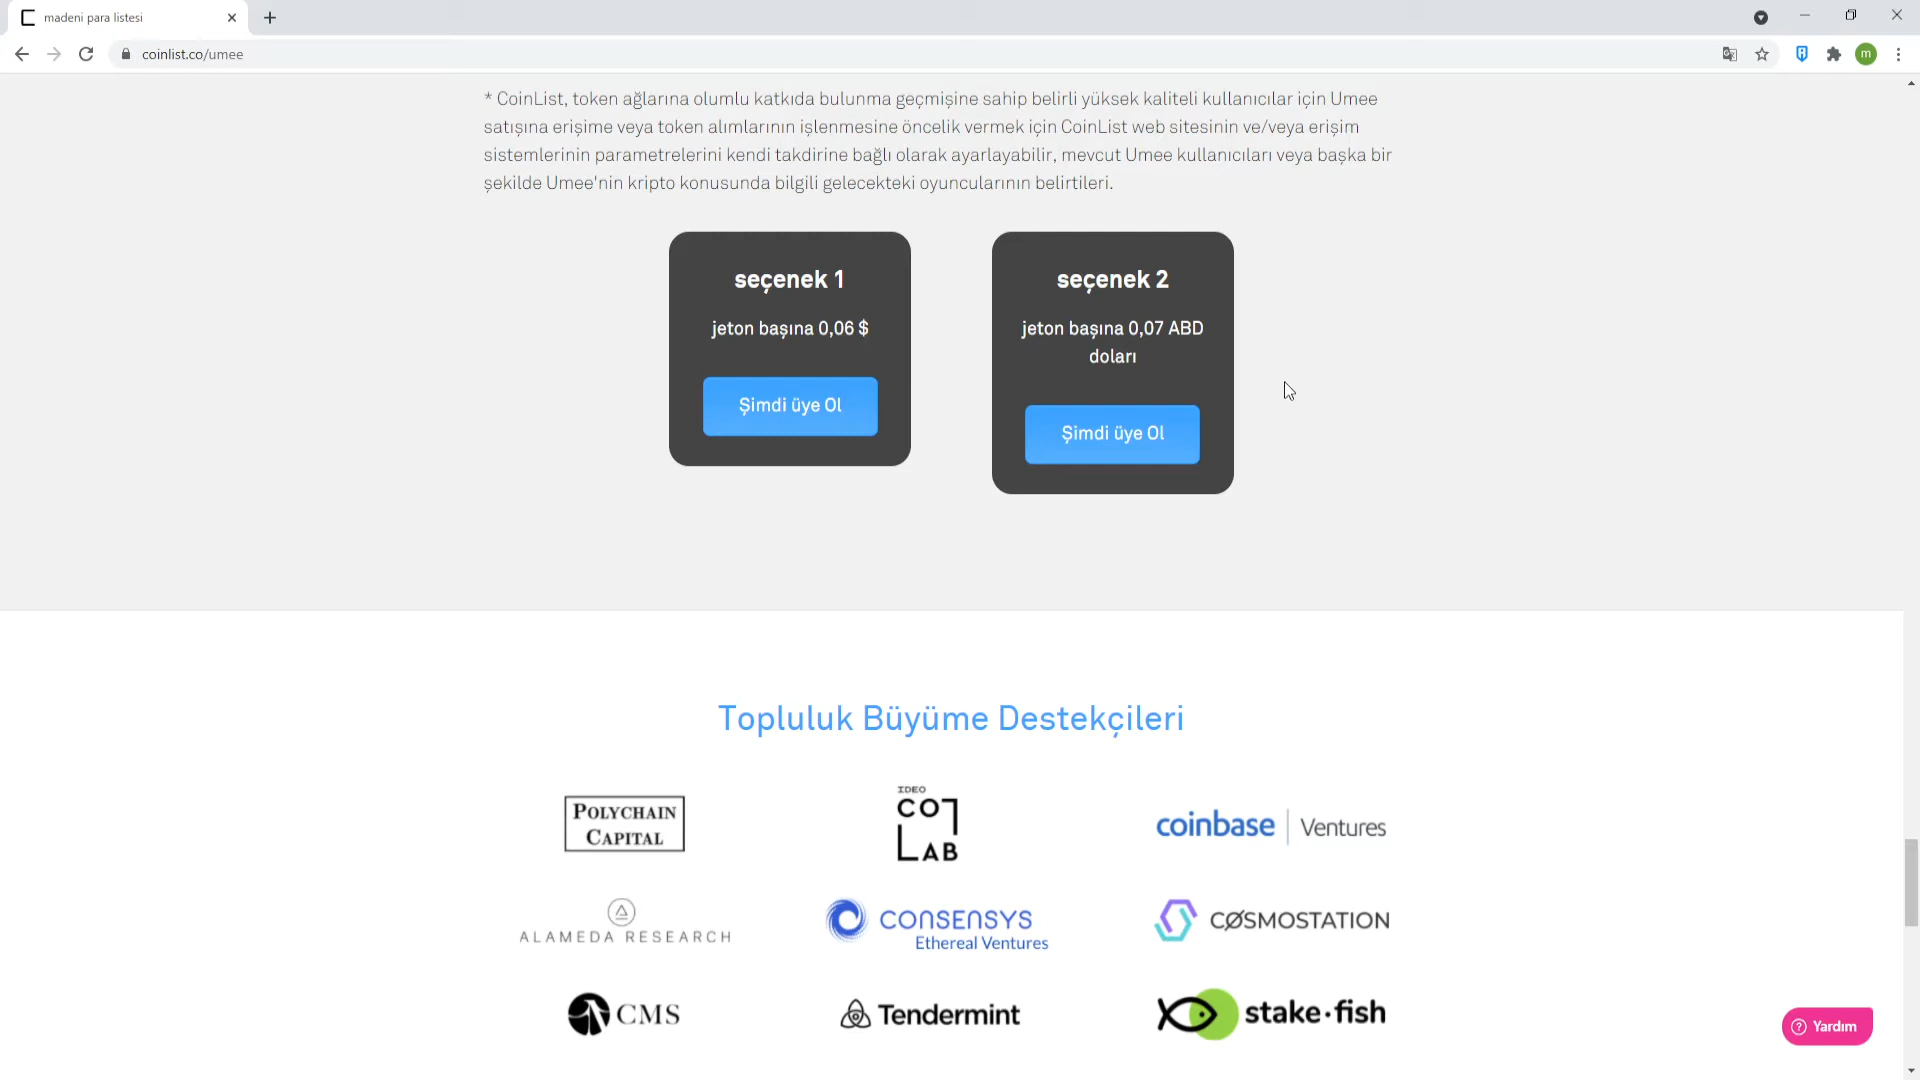 madeni para listesi
coinlist.co/umee
m
* CoinList, token ağlarına olumlu katkıda bulunma geçmişine sahip belirli yüksek kaliteli kullanıcılar için Umee
satışına erişime veya token alımlarının işlenmesine öncelik vermek için CoinList web sitesinin ve/veya erişim
sistemlerinin parametrelerini kendi takdirine bağlı olarak ayarlayabilir, mevcut Umee kullanıcıları veya başka bir
şekilde Umee'nin kripto konusunda bilgili gelecekteki oyuncularının belirtileri.
seçenek 1
jeton başına 0,06 $
Şimdi üye Ol
seçenek 2
jeton başına 0,07 ABD
doları
Şimdi üye Ol
Topluluk Büyüme Destekçileri
POLYCHAIN
CAPITAL
IDEO
CO
LAB
coinbase | Ventures
ALAMEDA RESEARCH
CONSENSYS
Ethereal Ventures
CØSMOSTATION
CMS
Tendermint
stake·fish
Yardım